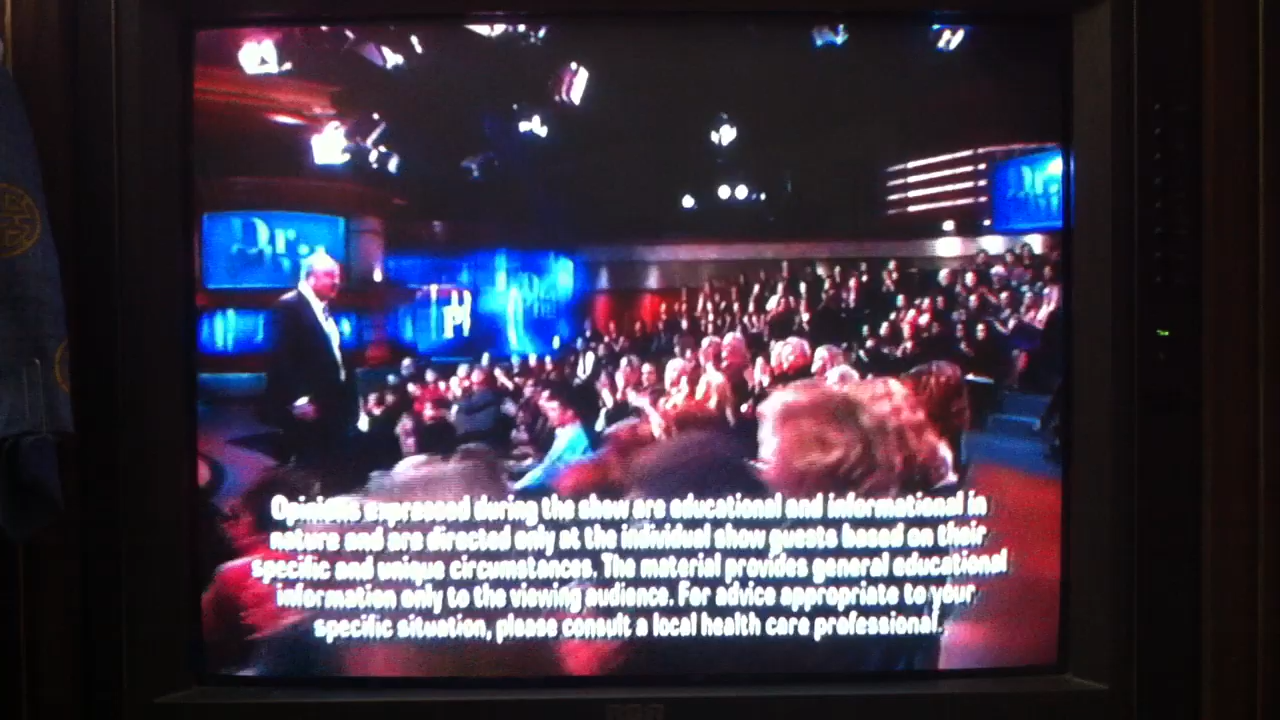 Dr.
Dr.
Opinions expressed during the show are educational and informational in
nature and are directed only at the individual show guests based on their
specific and unique circumstances. The material provides general educational
information only to the viewing audience. For advice appropriate to your
specific situation, please consult a local health care professional.